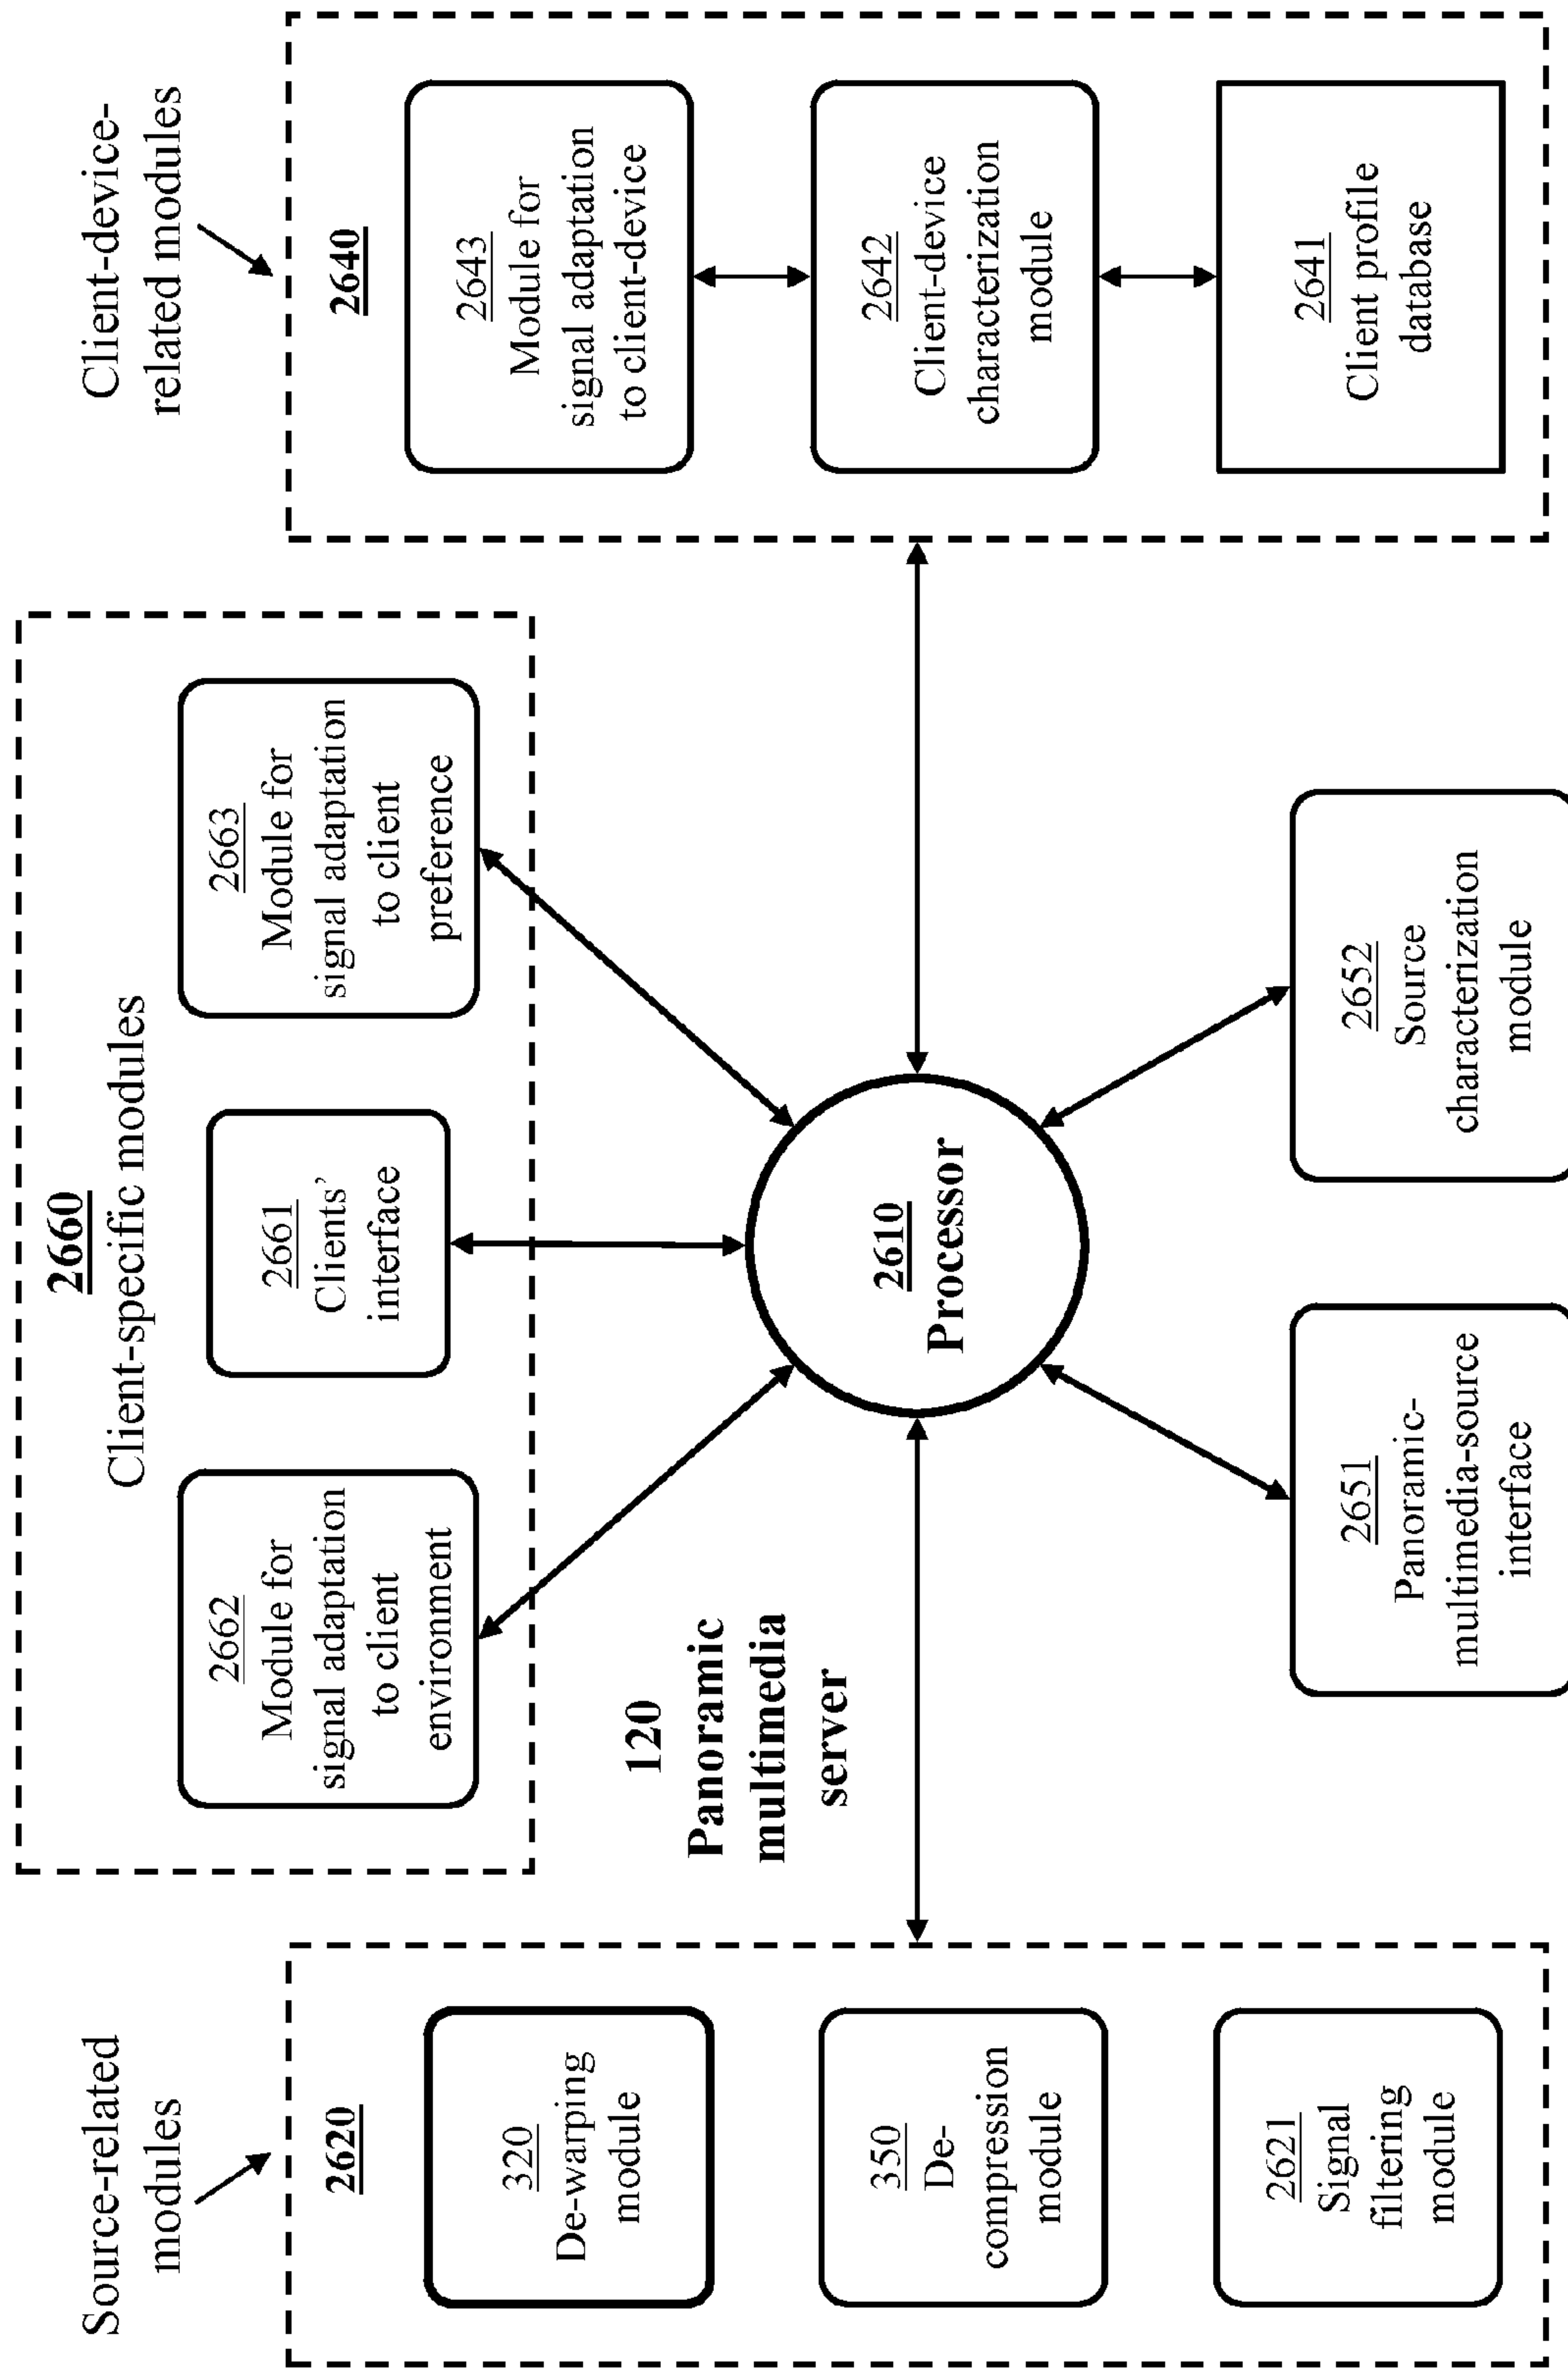 Source-related
modules
2620
320
De-warping
module
350
De-
compression
module
2621
Signal
filtering
module
2660
Client-specific modules
2662
Module for
signal adaptation
to client
environment
2661
Clients'
interface
2663
Module for
signal adaptation
to client
preference
120
Panoramic
multimedia
server
2610
Processor
2651
Panoramic-
multimedia-source
interface
2652
Source
characterization
module
Client-device-
related modules
2640
2643
Module for
signal adaptation
to client-device
2642
Client-device
characterization
module
2641
Client profile
database